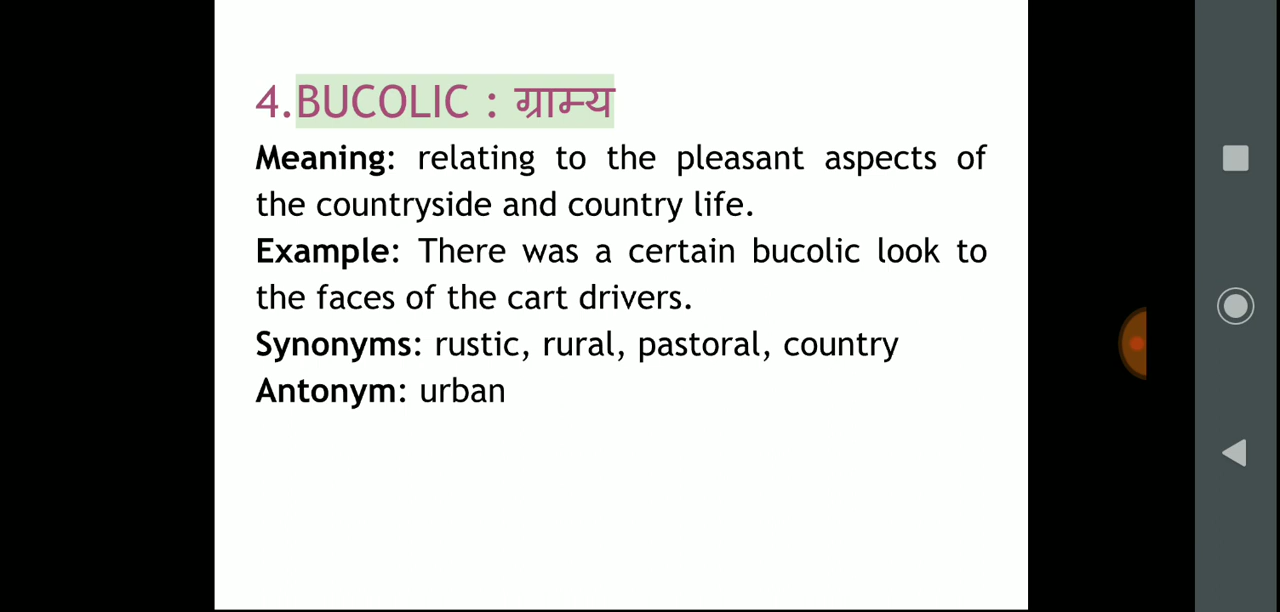 4.BUCOLIC : ग्राम्य
Meaning: relating to the pleasant aspects of
the countryside and country life.
Example: There was a certain bucolic look to
the faces of the cart drivers.
Synonyms: rustic, rural, pastoral, country
Antonym: urban